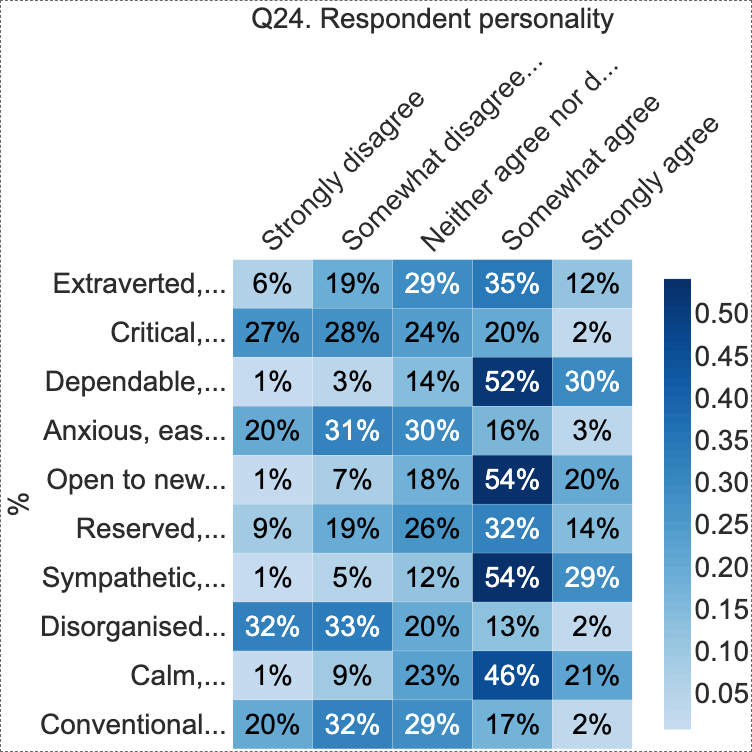 Q24. Respondent personality
Strongly disagree
Somewhat disagree...
Neither agree nor d...
Somewhat agree
Strongly agree
Extraverted,... 6% 19% 29% 35% 12%
Critical,... 27% 28% 24% 20% 2%
Dependable,... 1% 3% 14% 52% 30%
Anxious, eas... 20% 31% 30% 16% 3%
Open to new... 1% 7% 18% 54% 20%
Reserved,... 9% 19% 26% 32% 14%
Sympathetic,... 1% 5% 12% 54% 29%
Disorganised... 32% 33% 20% 13% 2%
Calm,... 1% 9% 23% 46% 21%
Conventional... 20% 32% 29% 17% 2%
%
0.50
0.45
0.40
0.35
0.30
0.25
0.20
0.15
0.10
0.05